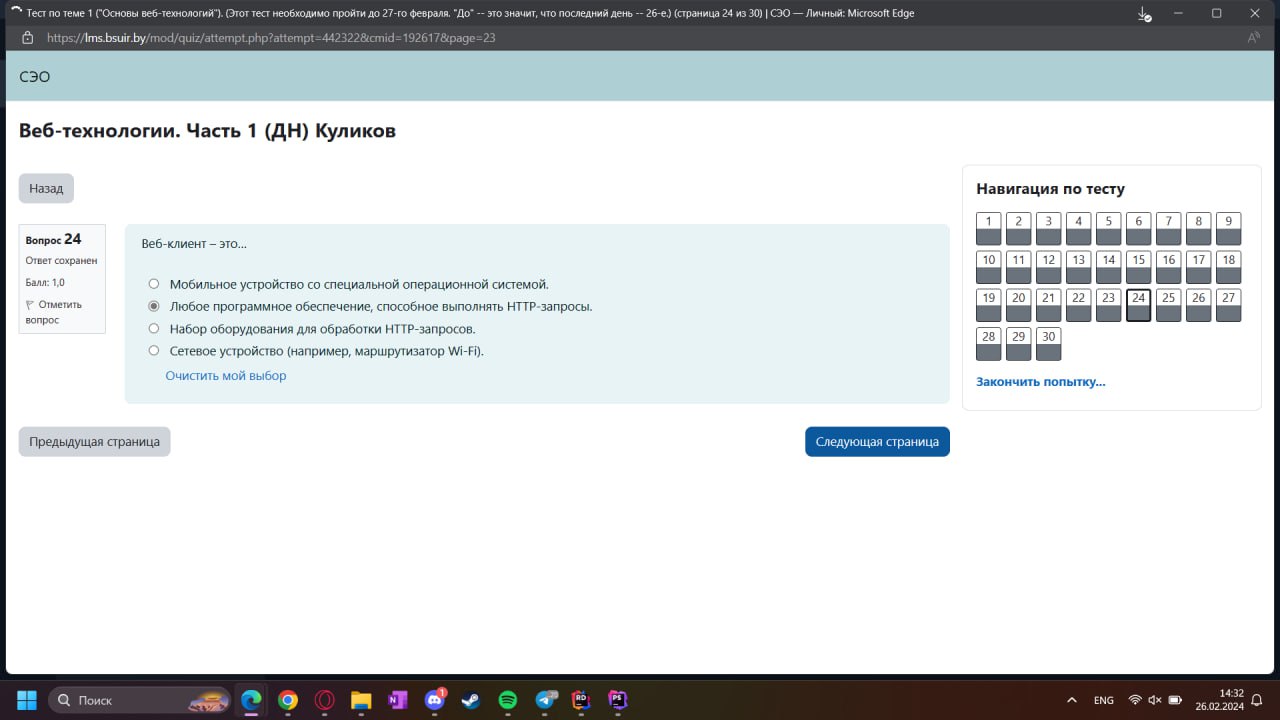 Тест по теме 1 ("Основы веб-технологий"). (Этот тест необходимо пройти до 27-го февраля. "До" -- это значит, что последний день -- 26-е.) (страница 24 из 30) | СЭО — Личный: Microsoft Edge
https://lms.bsuir.by/mod/quiz/attempt.php?attempt=442322&cmid=192617&page=23
СЭО
Веб-технологии. Часть 1 (ДН) Куликов
Назад
Вопрос 24
Ответ сохранен
Балл: 1,0
Отметить
вопрос
Веб-клиент – это...
Мобильное устройство со специальной операционной системой.
Любое программное обеспечение, способное выполнять HTTP-запросы.
Набор оборудования для обработки HTTP-запросов.
Сетевое устройство (например, маршрутизатор Wi-Fi).
Очистить мой выбор
Предыдущая страница
Следующая страница
Навигация по тесту
1 2 3 4 5 6 7 8 9
10 11 12 13 14 15 16 17 18
19 20 21 22 23 24 25 26 27
28 29 30
Закончить попытку...
Поиск
1
RD
PS
ENG
14:32
26.02.2024